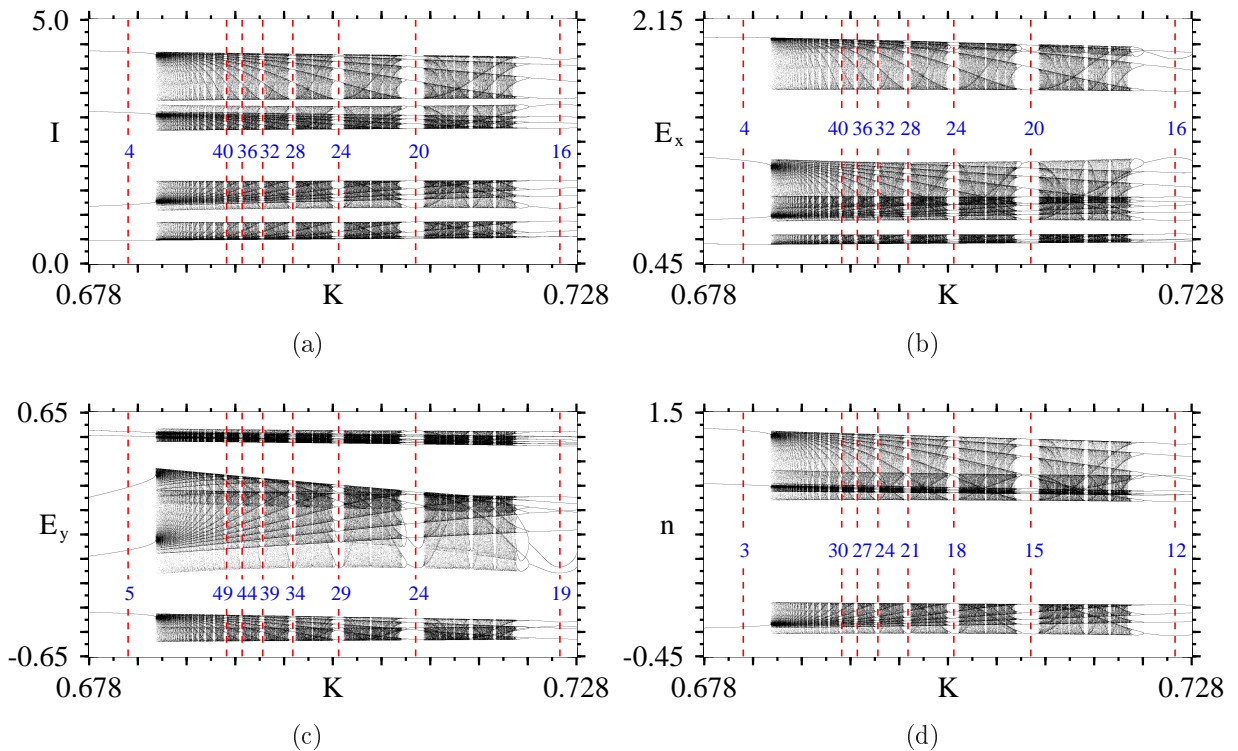 5.0
I
4 40 36 32 28 24 20 16
0.0
0.678 K 0.728
(a)
2.15
E_x
4 40 36 32 28 24 20 16
0.45
0.678 K 0.728
(b)
0.65
E_y
5 49 44 39 34 29 24 19
-0.65
0.678 K 0.728
(c)
1.5
n
3 30 27 24 21 18 15 12
-0.45
0.678 K 0.728
(d)